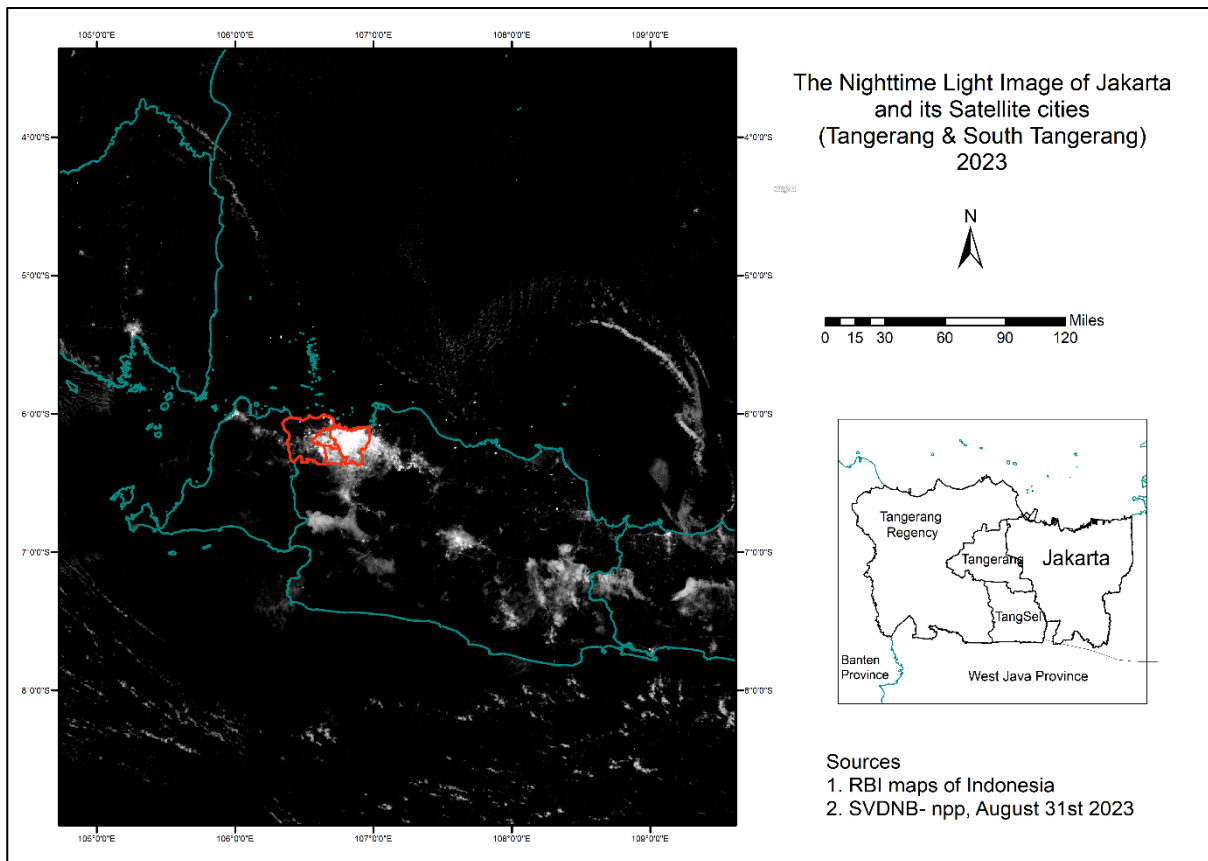 105°0'0"E 106°0'0"E 107°0'0"E 108°0'0"E 109°0'0"E
4°0'0"S 4°0'0"S
5°0'0"S 5°0'0"S
6°0'0"S 6°0'0"S
7°0'0"S 7°0'0"S
8°0'0"S 8°0'0"S
105°0'0"E 106°0'0"E 107°0'0"E 108°0'0"E 109°0'0"E
The Nighttime Light Image of Jakarta
and its Satellite cities
(Tangerang & South Tangerang)
2023
N
Miles
0 15 30 60 90 120
Tangerang
Regency
Tangerang
Jakarta
TangSel
Banten
Province
West Java Province
Sources
1. RBI maps of Indonesia
2. SVDNB- npp, August 31st 2023